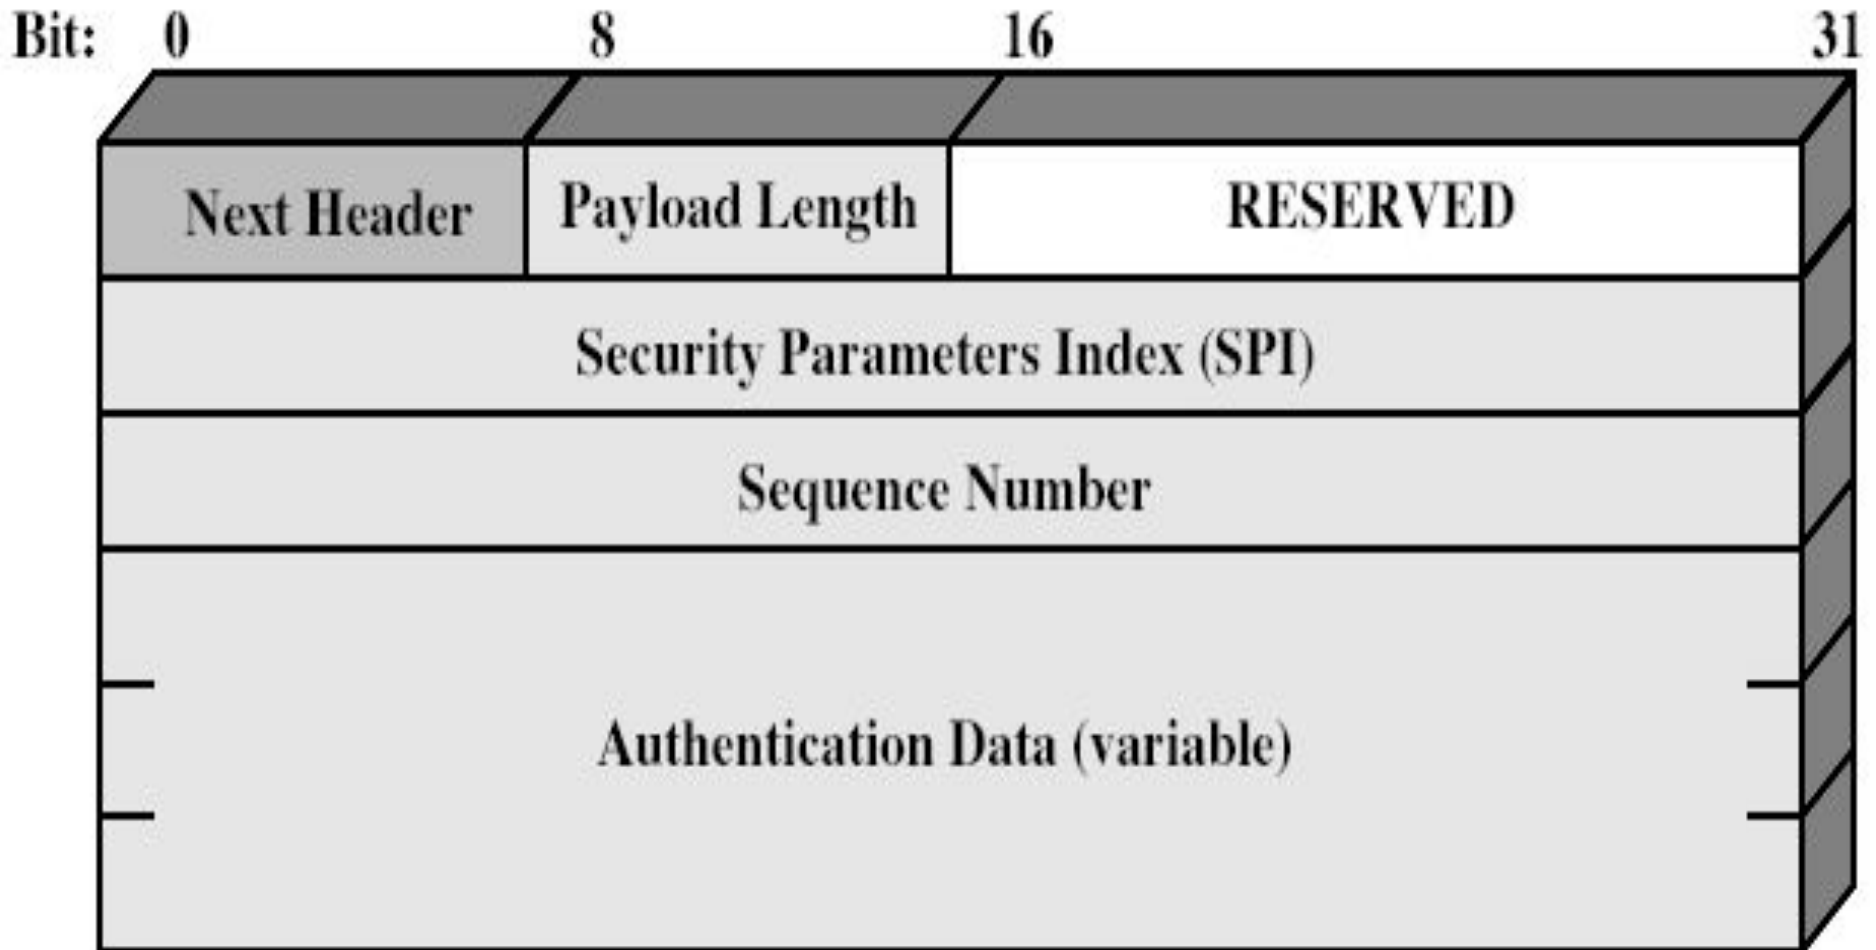 Bit: 0 8 16 31
Next Header Payload Length RESERVED
Security Parameters Index (SPI)
Sequence Number
Authentication Data (variable)